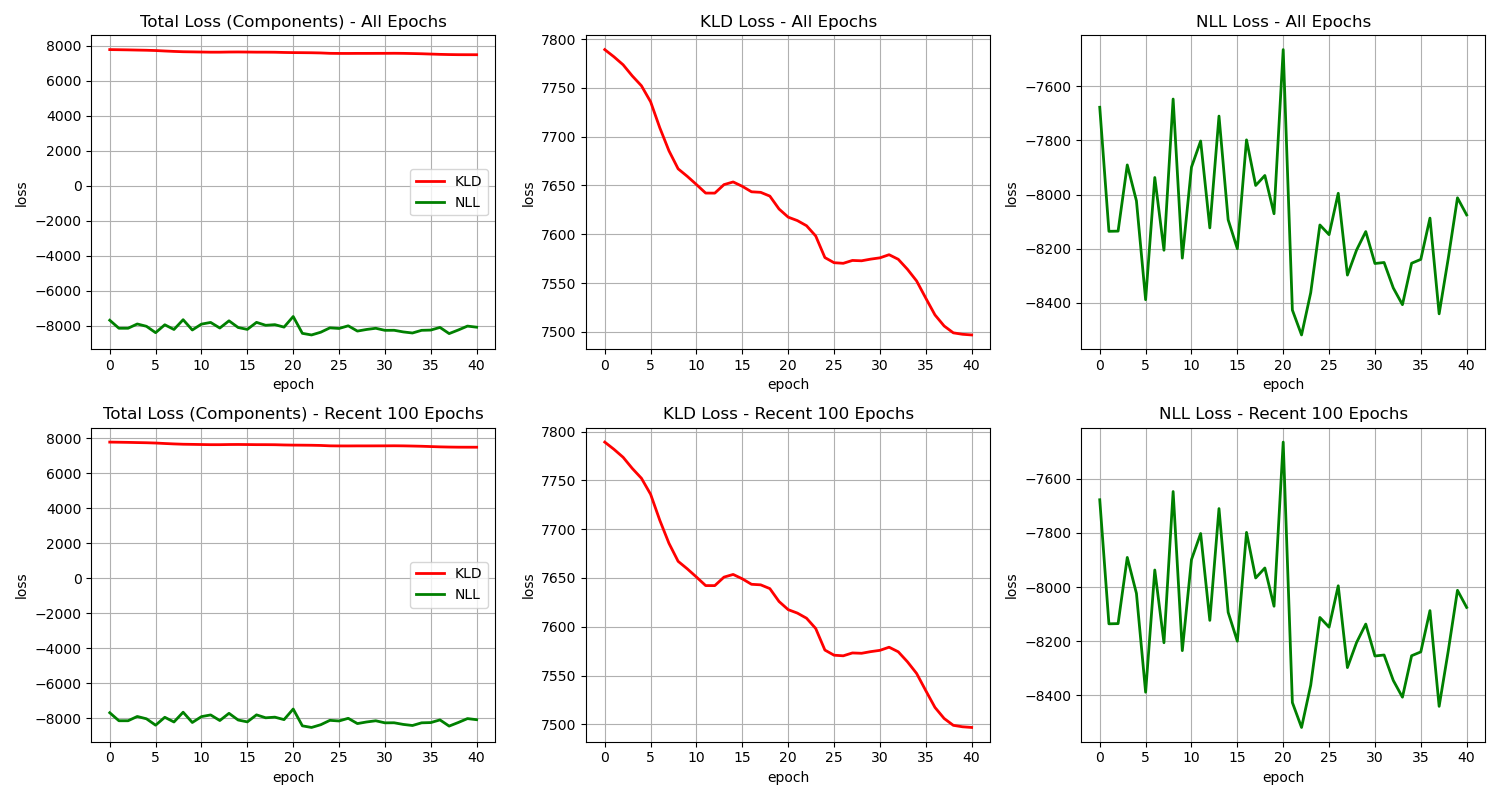 Total Loss (Components) - All Epochs
8000
6000
4000
2000
0
−2000
−4000
−6000
−8000
loss
KLD
NLL
0 5 10 15 20 25 30 35 40
epoch
KLD Loss - All Epochs
7800
7750
7700
7650
7600
7550
7500
loss
0 5 10 15 20 25 30 35 40
epoch
NLL Loss - All Epochs
−7600
−7800
−8000
−8200
−8400
loss
0 5 10 15 20 25 30 35 40
epoch
Total Loss (Components) - Recent 100 Epochs
8000
6000
4000
2000
0
−2000
−4000
−6000
−8000
loss
KLD
NLL
0 5 10 15 20 25 30 35 40
epoch
KLD Loss - Recent 100 Epochs
7800
7750
7700
7650
7600
7550
7500
loss
0 5 10 15 20 25 30 35 40
epoch
NLL Loss - Recent 100 Epochs
−7600
−7800
−8000
−8200
−8400
loss
0 5 10 15 20 25 30 35 40
epoch